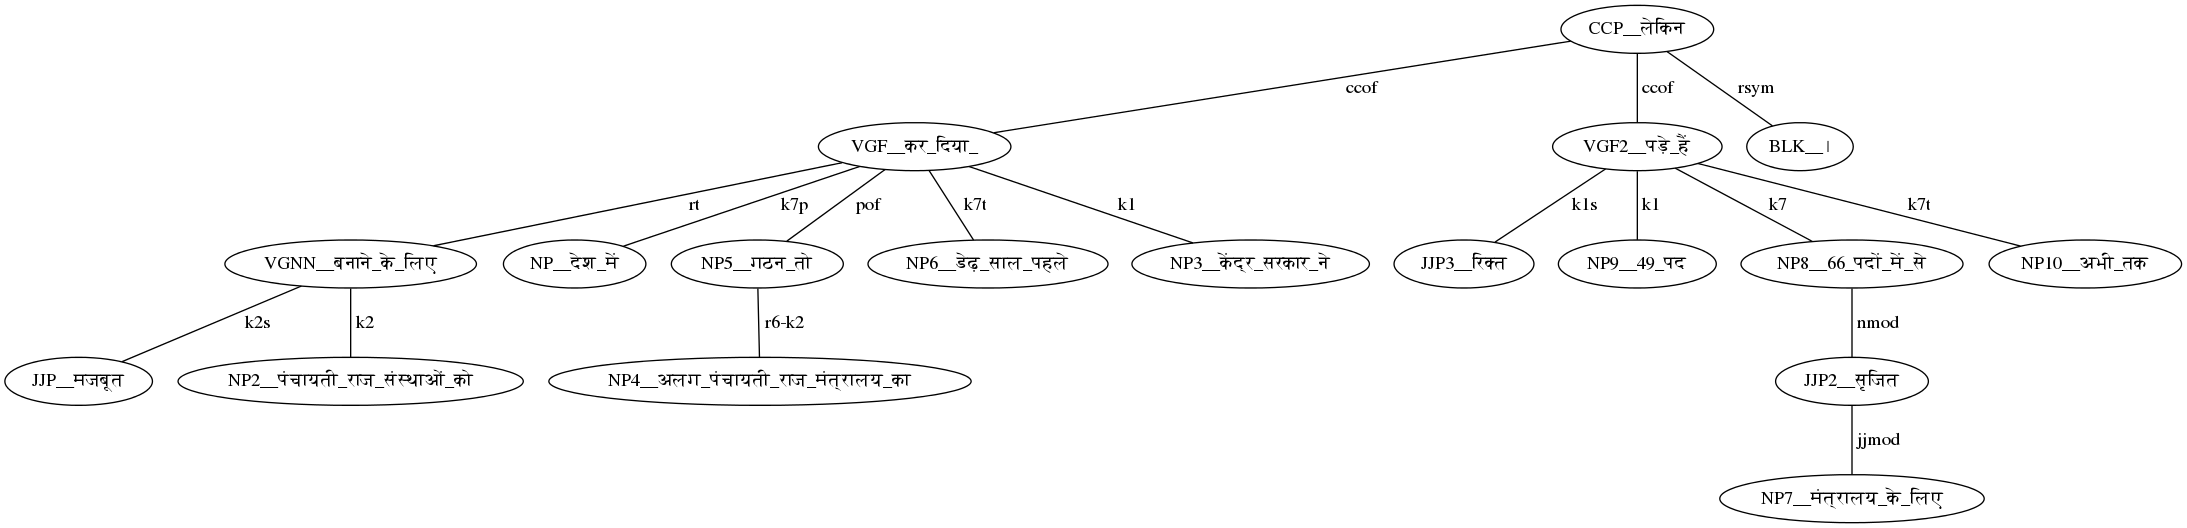 CCP__लेकिन
ccof
ccof
rsym
VGF__कर_दिया_
VGF2__पड़े_हैं
BLK__।
rt
k7p
pof
k7t
k1
k1s
k1
k7
k7t
VGNN__बनाने_के_लिए
NP__देश_में
NP5__गठन_तो
NP6__डेढ़_साल_पहले
NP3__केंद्र_सरकार_ने
JJP3__रिक्त
NP9__49_पद
NP8__66_पदों_में_से
NP10__अभी_तक
k2s
k2
r6-k2
nmod
JJP__मजबूत
NP2__पंचायती_राज_संस्थाओं_को
NP4__अलग_पंचायती_राज_मंत्रालय_का
JJP2__सृजित
jjmod
NP7__मंत्रालय_के_लिए